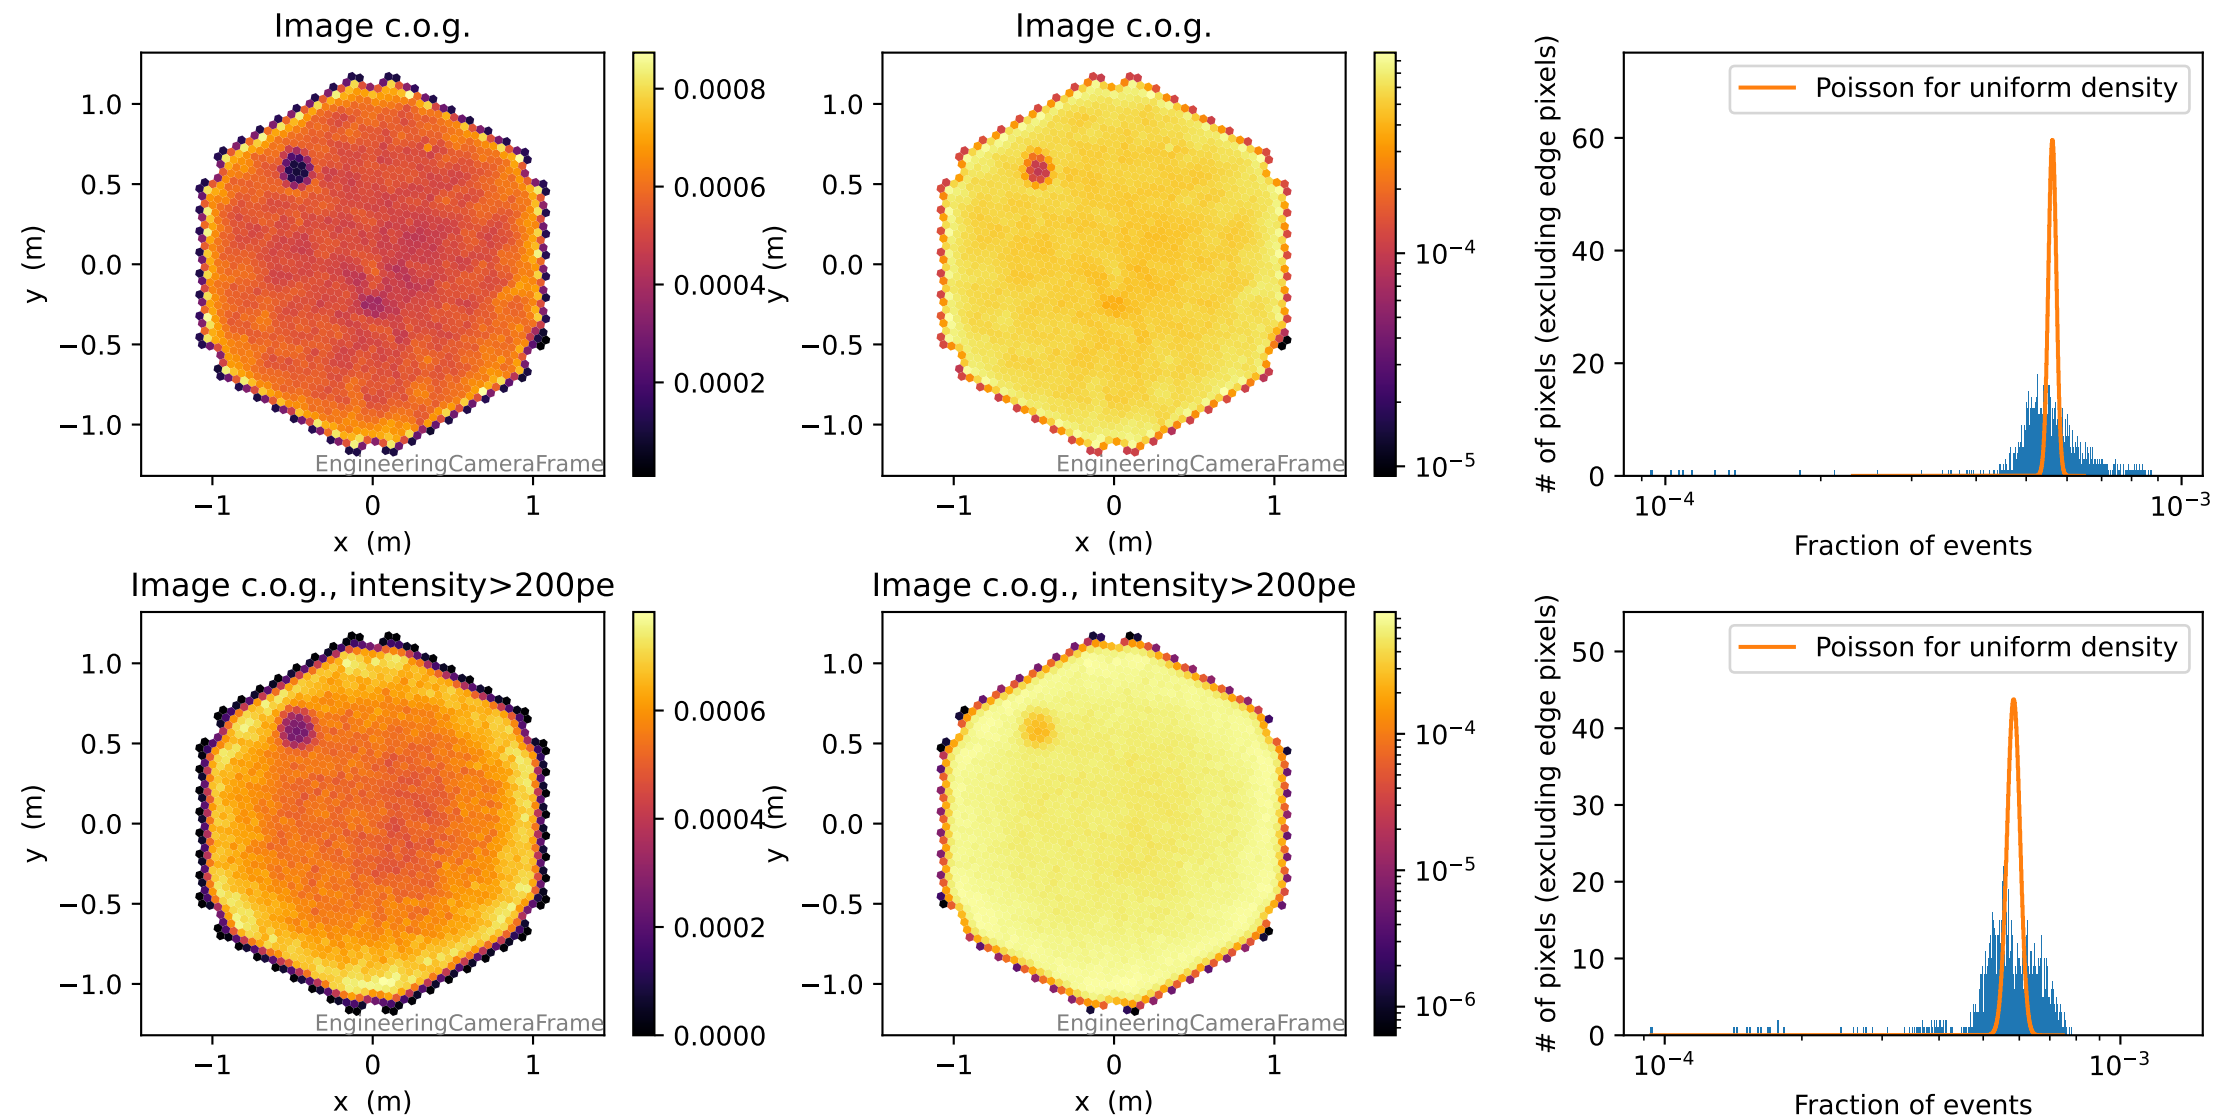 Image c.o.g.
y (m)
1.0
0.5
0.0
−0.5
−1.0
−1
0
1
x (m)
EngineeringCameraFrame
0.0008
0.0006
0.0004
0.0002
Image c.o.g.
y (m)
1.0
0.5
0.0
−0.5
−1.0
−1
0
1
x (m)
EngineeringCameraFrame
10⁻⁴
10⁻⁵
# of pixels (excluding edge pixels)
60
40
20
0
Poisson for uniform density
10⁻⁴
10⁻³
Fraction of events
Image c.o.g., intensity>200pe
y (m)
1.0
0.5
0.0
−0.5
−1.0
−1
0
1
x (m)
EngineeringCameraFrame
0.0006
0.0004
0.0002
0.0000
Image c.o.g., intensity>200pe
y (m)
1.0
0.5
0.0
−0.5
−1.0
−1
0
1
x (m)
EngineeringCameraFrame
10⁻⁴
10⁻⁵
10⁻⁶
# of pixels (excluding edge pixels)
50
40
30
20
10
0
Poisson for uniform density
10⁻⁴
10⁻³
Fraction of events